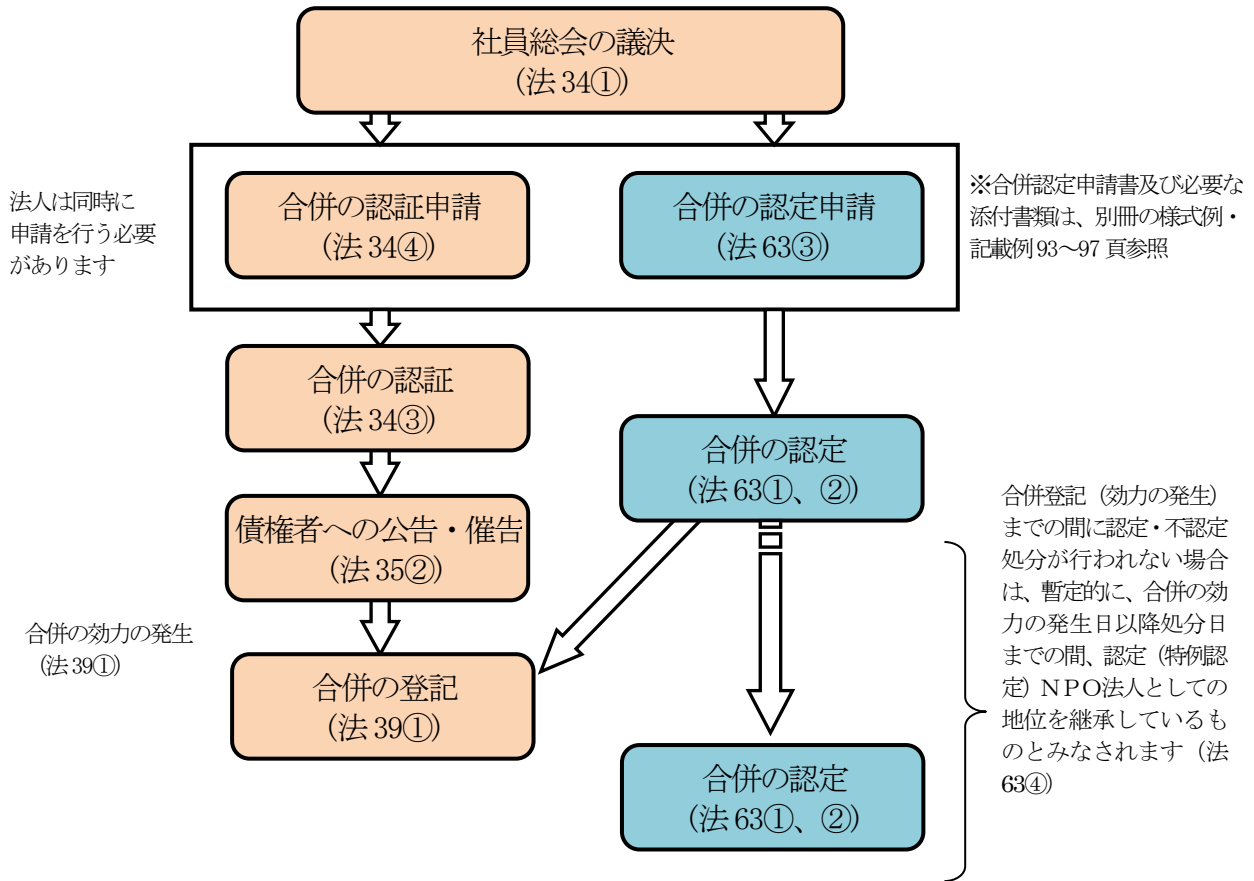 社員総会の議決
(法 34①)
法人は同時に
申請を行う必要
があります
合併の認証申請
(法 34④)
合併の認定申請
(法 63③)
※合併認定申請書及び必要な
添付書類は、別冊の様式例・
記載例 93～97 頁参照
合併の認証
(法 34③)
合併の認定
(法 63①、②)
債権者への公告・催告
(法 35②)
合併の効力の発生
(法 39①)
合併の登記
(法 39①)
合併登記（効力の発生）
までの間に認定・不認定
処分が行われない場合
は、暫定的に、合併の効
力の発生日以降処分日
までの間、認定（特例認
定）ＮＰＯ法人としての
地位を継承しているも
のとみなされます（法
63④）
合併の認定
(法 63①、②)